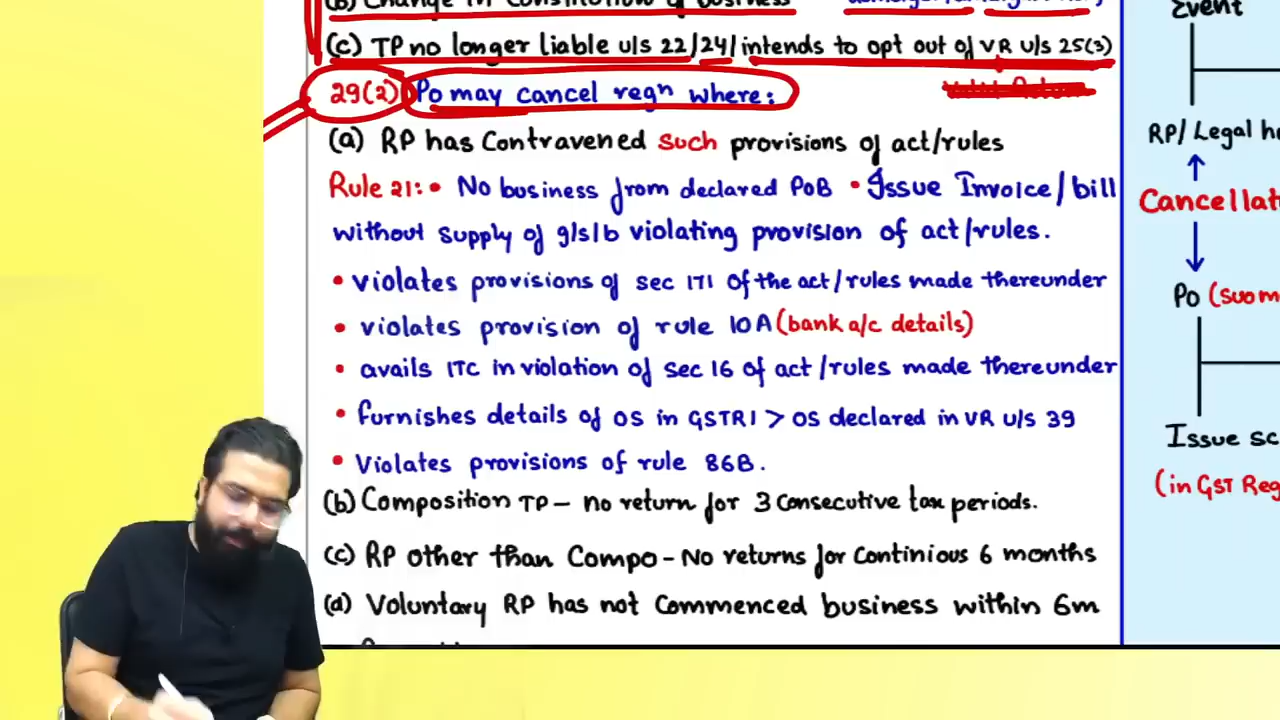 (B) Change in Constitution of business
(c) TP no longer liable u/s 22/24/intends to opt out of VR u/s 25(3)
29(2) Po may cancel regn where:
(a) RP has Contravened such provisions of act/rules
Rule 21: • No business from declared PoB • Issue Invoice/bill
without supply of g/s/b violating provision of act/rules.
• violates provisions of sec 171 of the act/rules made thereunder
• violates provision of rule 10A (bank a/c details)
• avails ITC in violation of sec 16 of act/rules made thereunder
• furnishes details of OS in GSTR1 > OS declared in VR u/s 39
• Violates provisions of rule 86B.
(b) Composition TP – no return for 3 Consecutive tax periods.
(c) RP other than Compo – No returns for Continious 6 months
(d) Voluntary RP has not Commenced business within 6m
Event
RP/Legal he
Cancellat
Po (suo m
Issue sc
(in GST Reg